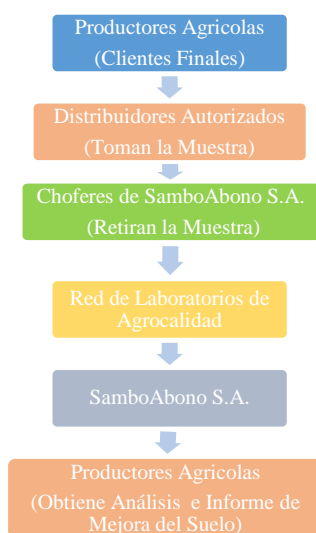 Productores Agricolas
(Clientes Finales)
Distribuidores Autorizados
(Toman la Muestra)
Choferes de SamboAbono S.A.
(Retiran la Muestra)
Red de Laboratorios de
Agrocalidad
SamboAbono S.A.
Productores Agricolas
(Obtiene Análisis e Informe de
Mejora del Suelo)